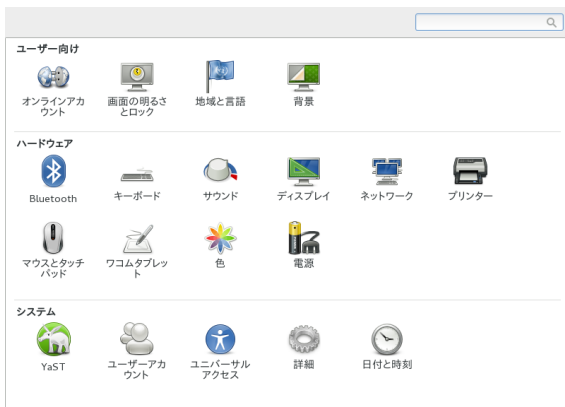 ユーザー向け
オンラインアカ
ウント
画面の明るさ
とロック
地域と言語
背景
ハードウェア
Bluetooth
キーボード
サウンド
ディスプレイ
ネットワーク
プリンター
マウスとタッチ
パッド
ワコムタブレッ
ト
色
電源
システム
YaST
ユーザーアカ
ウント
ユニバーサル
アクセス
詳細
日付と時刻